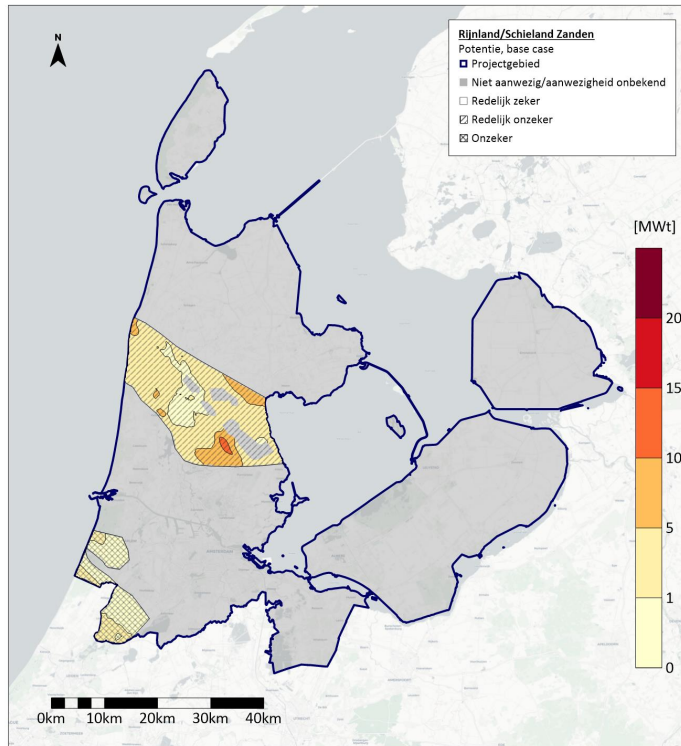 Rijnland/Schieland Zanden
Potentie, base case
Projectgebied
Niet aanwezig/aanwezigheid onbekend
Redelijk zeker
Redelijk onzeker
Onzeker
N
[MWt]
20
15
10
5
1
0
0km 10km 20km 30km 40km